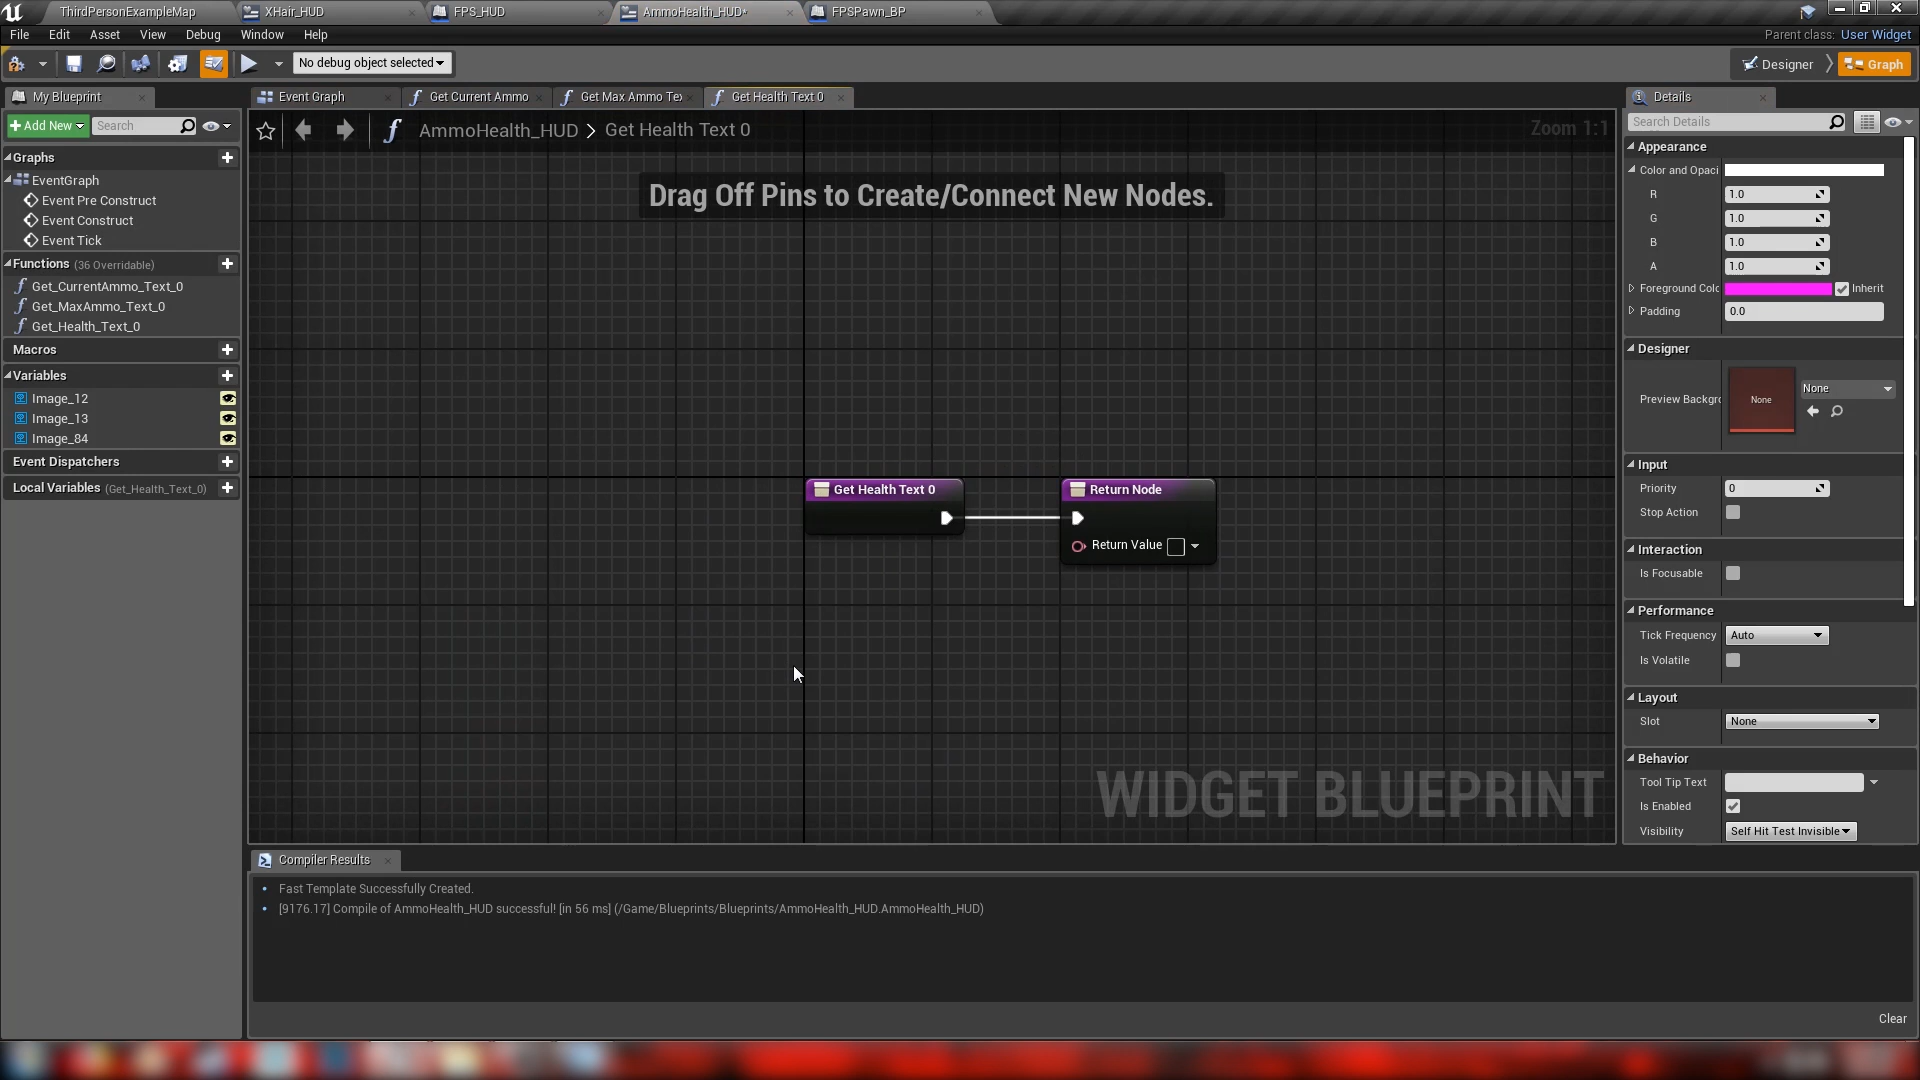 ThirdPersonExampleMap
XHair_HUD
FPS_HUD
AmmoHealth_HUD*
FPSPawn_BP
File Edit Asset View Debug Window Help
Parent class: User Widget
No debug object selected
Designer
Graph
My Blueprint
Event Graph
Get Current Ammo
Get Max Ammo Te
Get Health Text 0
Details
Add New
Search
AmmoHealth_HUD > Get Health Text 0
Zoom 1:1
Search Details
Graphs
EventGraph
Event Pre Construct
Event Construct
Event Tick
Functions (36 Overridable)
Get_CurrentAmmo_Text_0
Get_MaxAmmo_Text_0
Get_Health_Text_0
Macros
Variables
Image_12
Image_13
Image_84
Event Dispatchers
Local Variables (Get_Health_Text_0)
Drag Off Pins to Create/Connect New Nodes.
Get Health Text 0
Return Node
Return Value
WIDGET BLUEPRINT
Appearance
Color and Opaci
R 1.0
G 1.0
B 1.0
A 1.0
Foreground Colo Inherit
Padding 0.0
Designer
Preview Backgro None None
Input
Priority 0
Stop Action
Interaction
Is Focusable
Performance
Tick Frequency Auto
Is Volatile
Layout
Slot None
Behavior
Tool Tip Text
Is Enabled
Visibility Self Hit Test Invisible
Compiler Results
Fast Template Successfully Created.
[9176.17] Compile of AmmoHealth_HUD successful! [in 56 ms] (/Game/Blueprints/Blueprints/AmmoHealth_HUD.AmmoHealth_HUD)
Clear